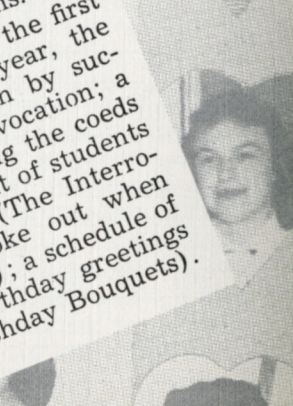 the first
year, the
n by suc-
vocation; a
g the coeds
t of students
(The Interro-
ke out when
); a schedule of
thday greetings
hday Bouquets).